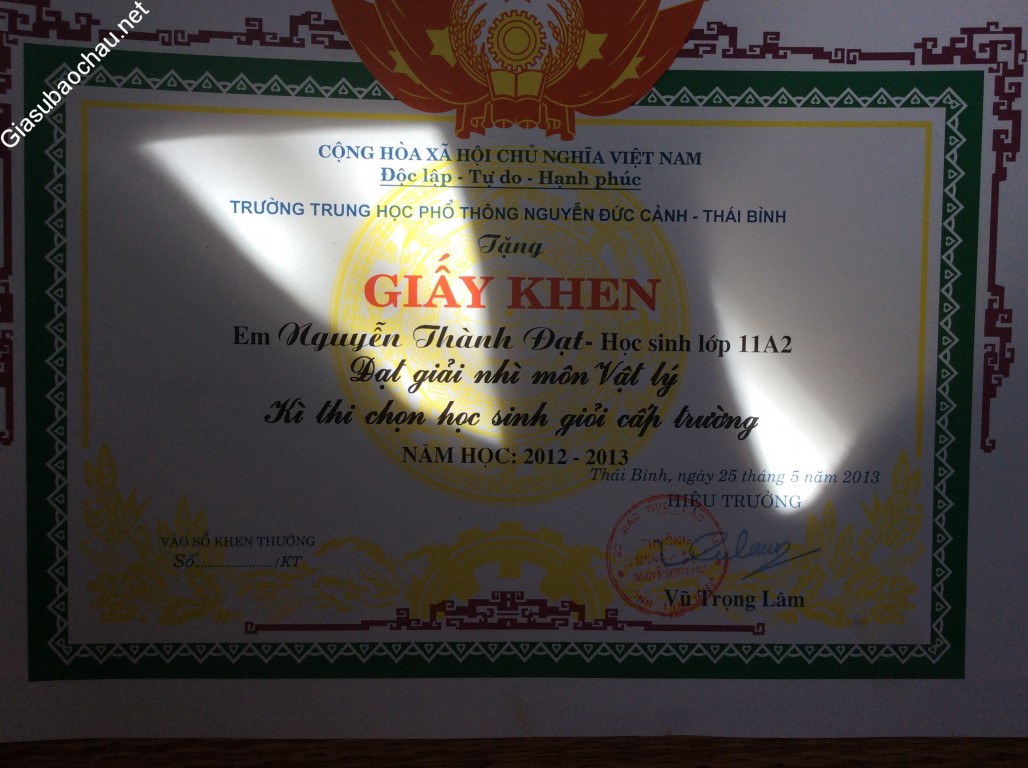 Giasubaochau.net
CỘNG HÒA XÃ HỘI CHỦ NGHĨA VIỆT NAM
Độc lập - Tự do - Hạnh phúc
TRƯỜNG TRUNG HỌC PHỔ THÔNG NGUYỄN ĐỨC CẢNH - THÁI BÌNH
Tặng
GIẤY KHEN
Em Nguyễn Thành Đạt - Học sinh lớp 11A2
Đạt giải nhì môn Vật lý
Kì thi chọn học sinh giỏi cấp trường
NĂM HỌC: 2012 - 2013
Thái Bình, ngày 25 tháng 5 năm 2013
HIỆU TRƯỞNG
VÀO SỔ KHEN THƯỞNG
Số......................./KT
Vũ Trọng Lâm